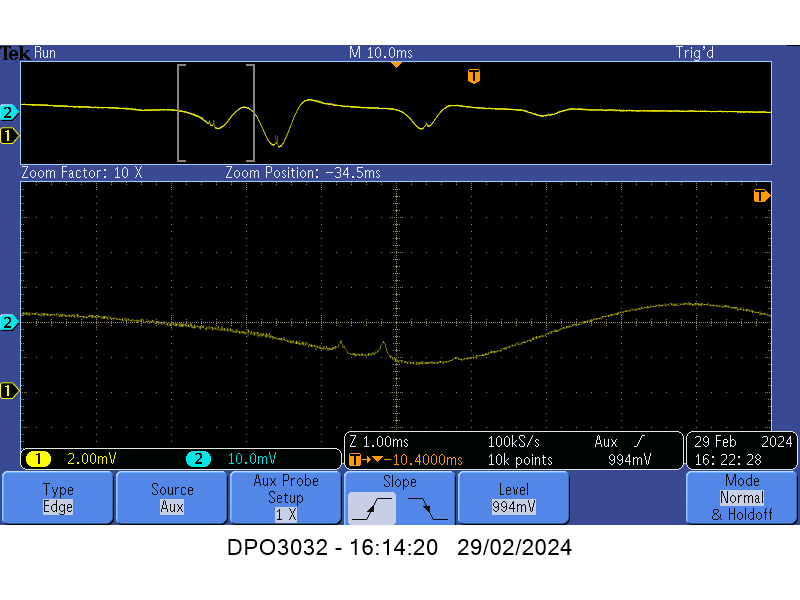 Tek Run M 10.0ms Trig'd
T
2
1
Zoom Factor: 10 X Zoom Position: -34.5ms
T
2
1
1 2.00mV 2 10.0mV
Z 1.00ms 100kS/s Aux
T→▼-10.4000ms 10k points 994mV
29 Feb 2024
16:22:28
Type
Edge
Source
Aux
Aux Probe
Setup
1 X
Slope
Level
994mV
Mode
Normal
& Holdoff
DPO3032 - 16:14:20 29/02/2024